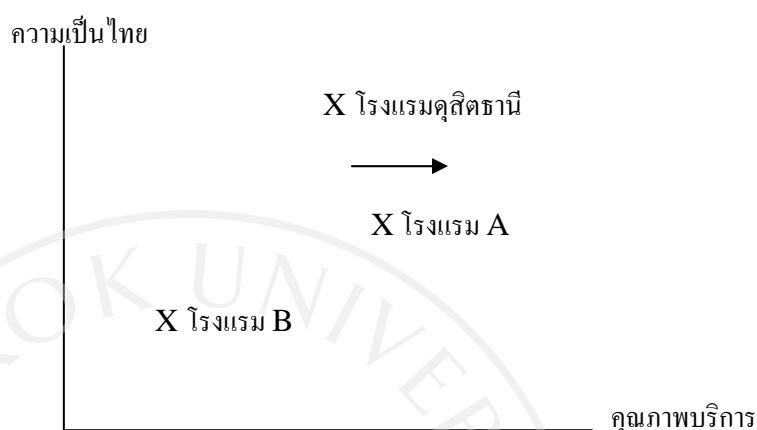 ความเป็นไทย
X โรงแรมดุสิตธานี
X โรงแรม A
X โรงแรม B
คุณภาพบริการ
OK UNIVER